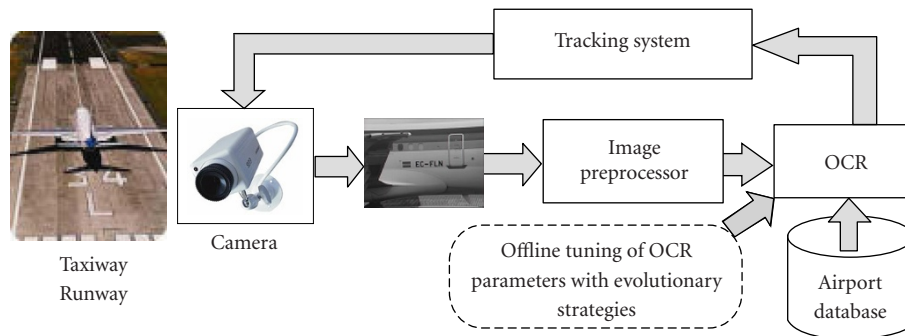 Tracking system
EC-FLN
Image
preprocessor
OCR
Camera
Taxiway
Runway
Offline tuning of OCR
parameters with evolutionary
strategies
Airport
database